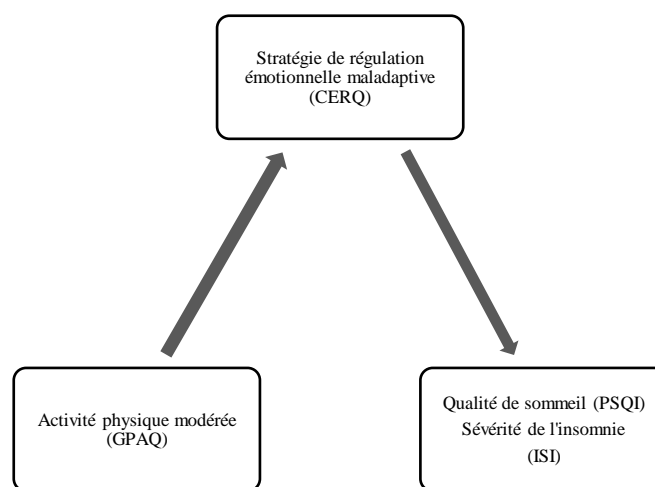 Stratégie de régulation
émotionnelle maladaptive
(CERQ)
Activité physique modérée
(GPAQ)
Qualité de sommeil (PSQI)
Sévérité de l'insomnie
(ISI)